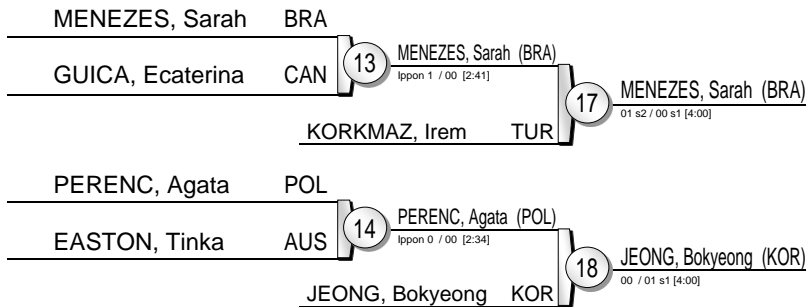 MENEZES, Sarah BRA
GUICA, Ecaterina CAN
13
MENEZES, Sarah (BRA)
Ippon 1 / 00 [2:41]
KORKMAZ, Irem TUR
17
MENEZES, Sarah (BRA)
01 s2 / 00 s1 [4:00]
PERENC, Agata POL
EASTON, Tinka AUS
14
PERENC, Agata (POL)
Ippon 0 / 00 [2:34]
JEONG, Bokyeong KOR
18
JEONG, Bokyeong (KOR)
00 / 01 s1 [4:00]